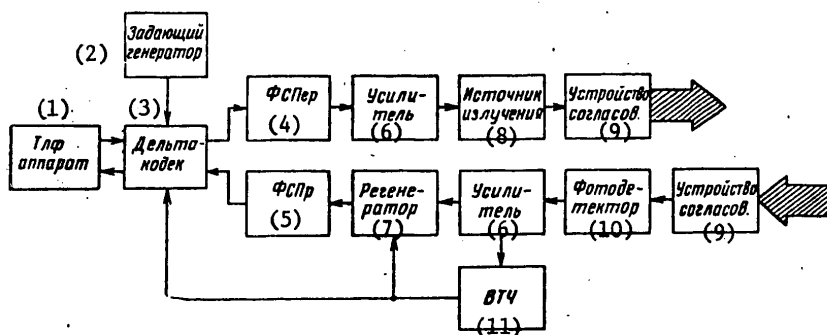 Задающий
генератор
(2)
(1)
(3)
Тлф
аппарат
Дельта-
кодек
ФСПер
(4)
Усили-
тель
(6)
Источник
излучения
(8)
Устройство
согласов.
(9)
ФСПр
(5)
Регене-
ратор
(7)
Усили-
тель
(6)
Фотоде-
тектор
(10)
Устройство
согласов.
(9)
ВТЧ
(11)